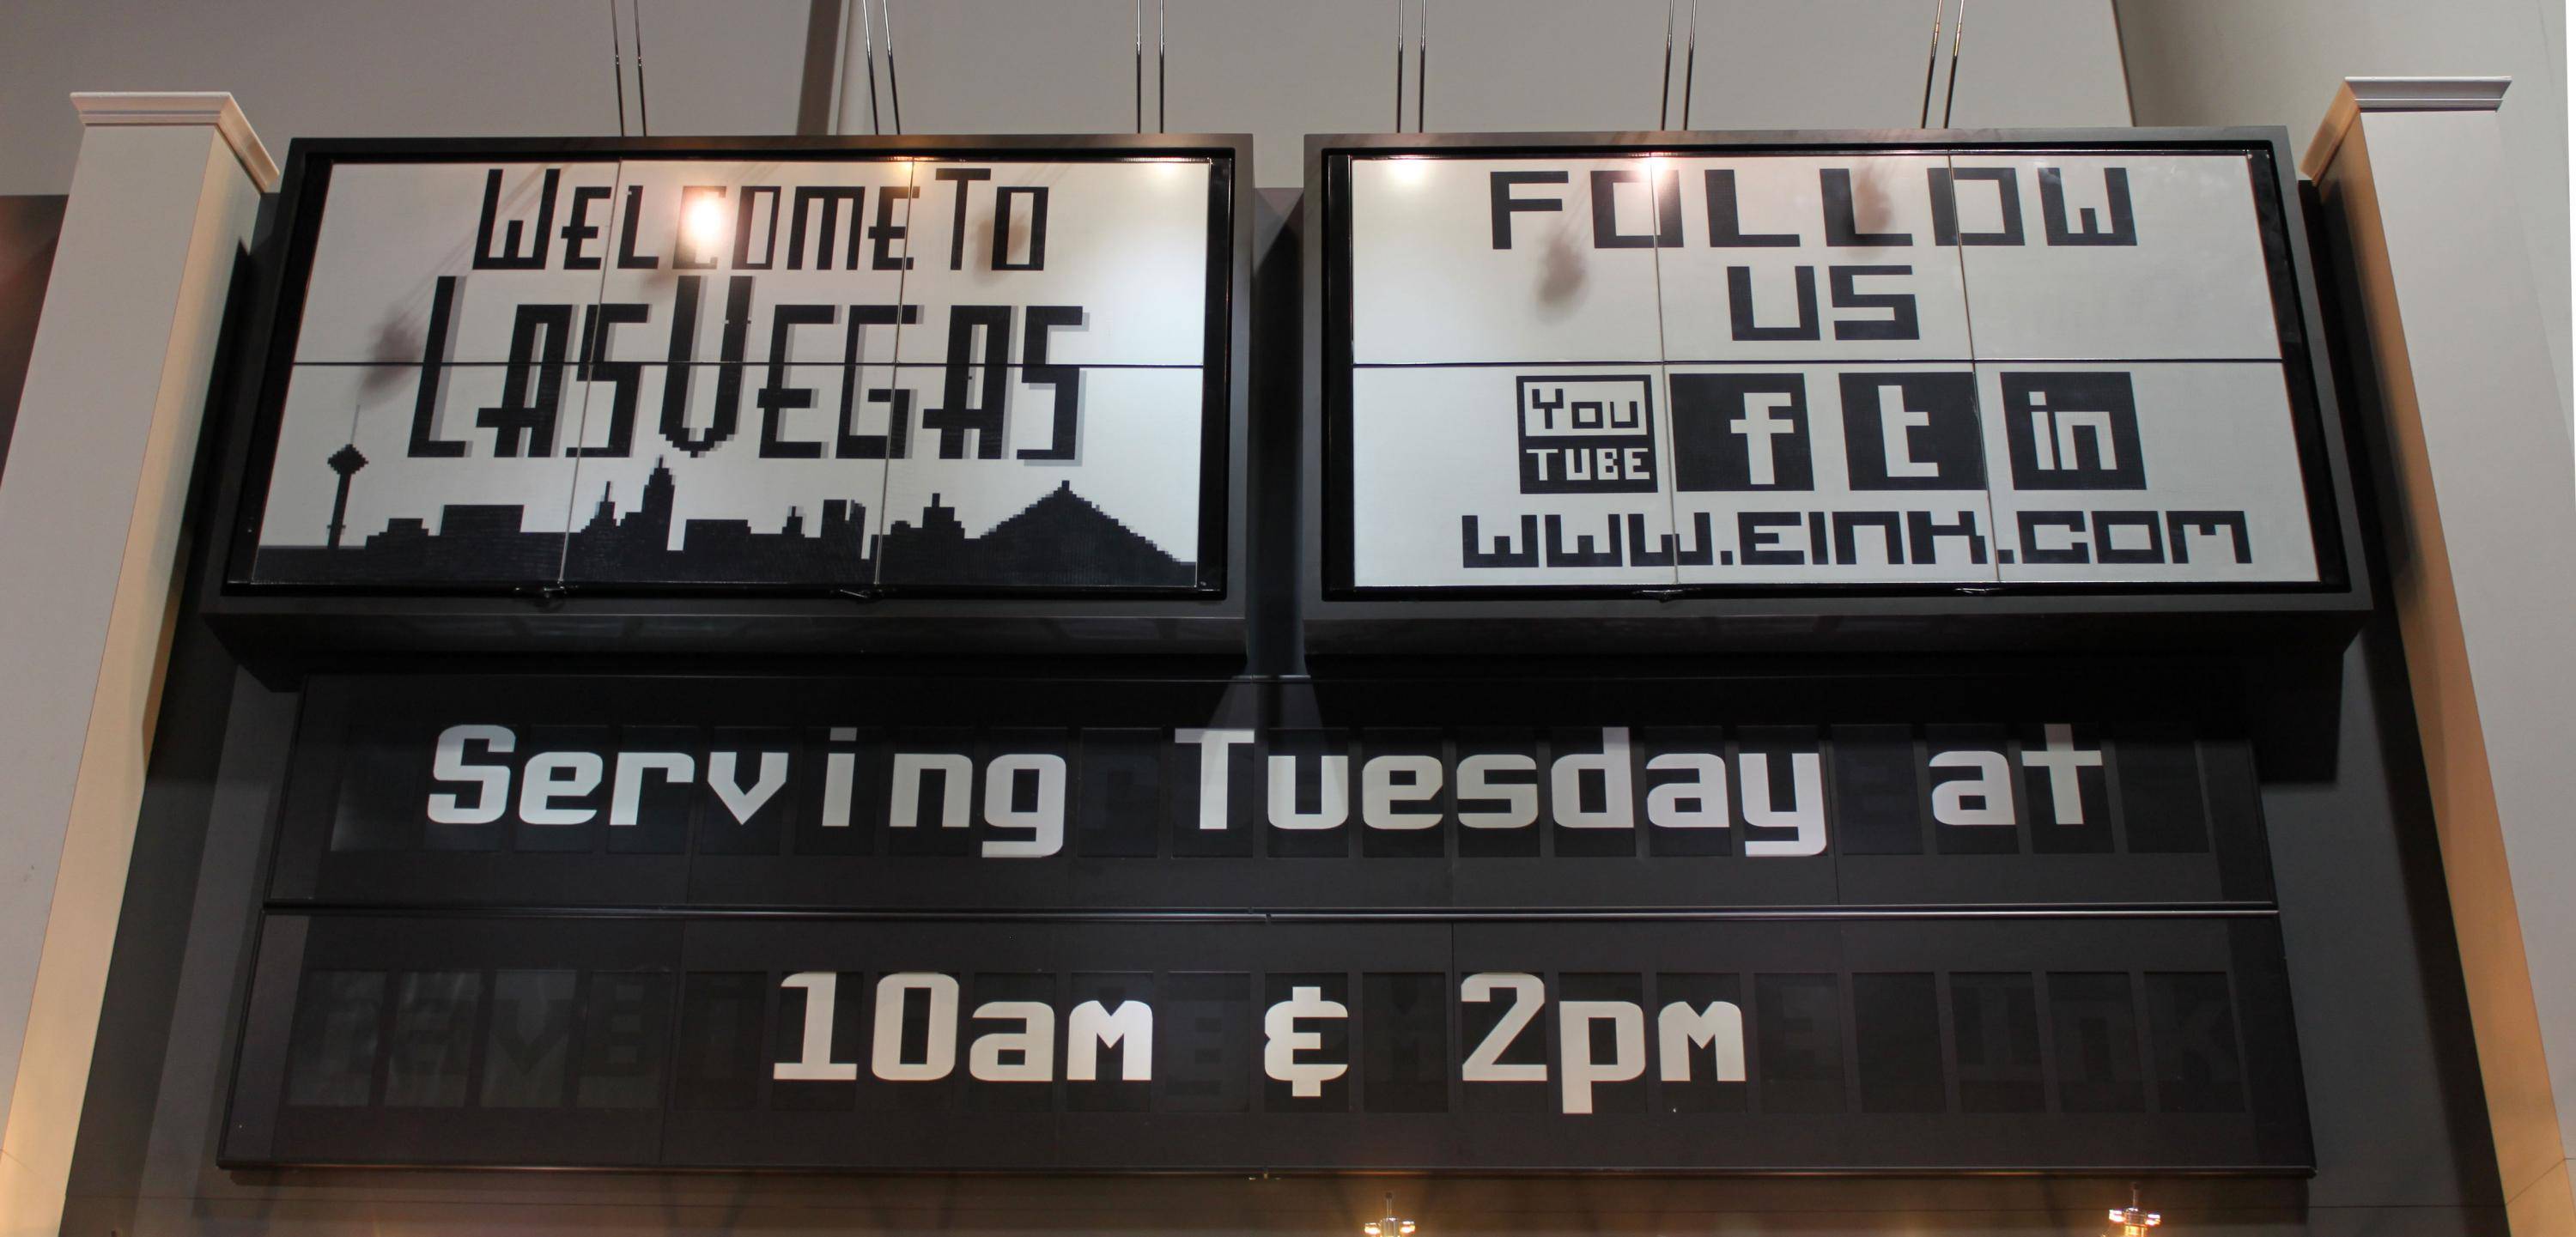 WELCOME TO
LAS VEGAS
FOLLOW
US
YOU
TUBE
f t in
WWW.EINK.COM
Serving Tuesday at
10am & 2pm